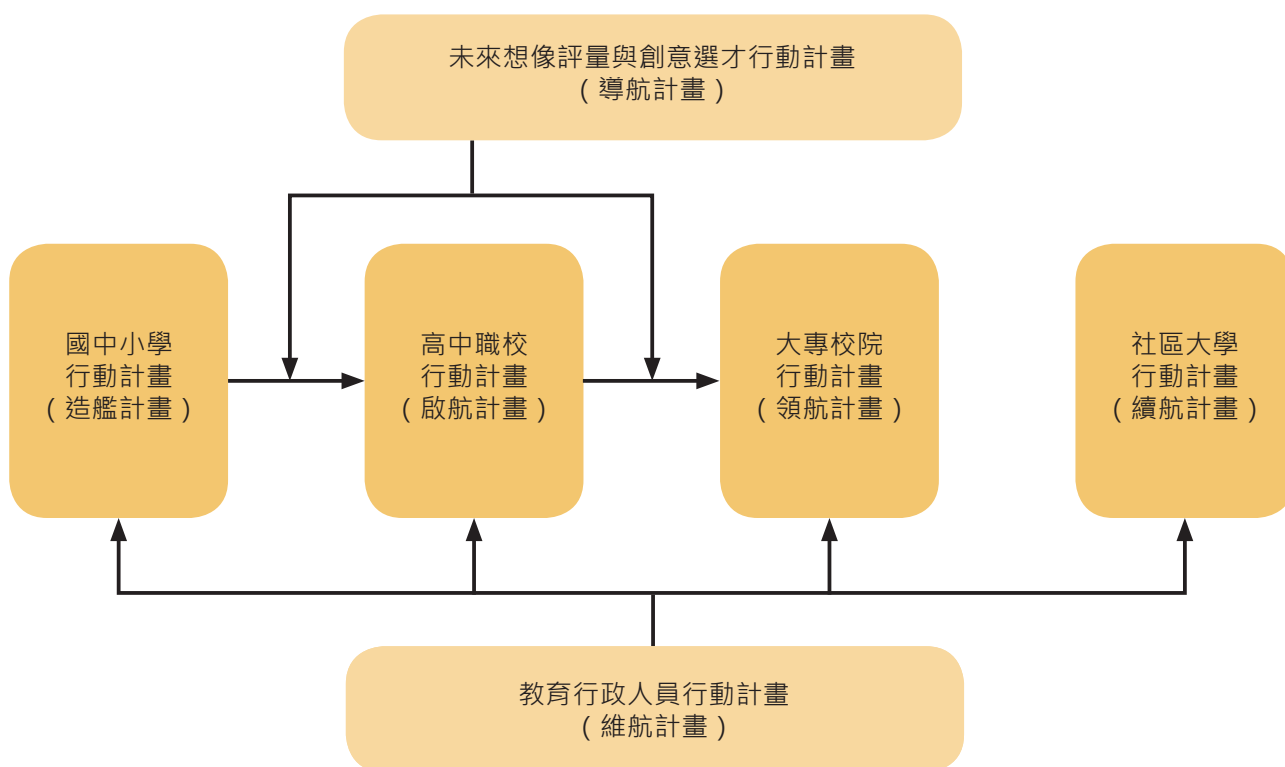 未來想像評量與創意選才行動計畫
（導航計畫）
國中小學
行動計畫
（造艦計畫）
高中職校
行動計畫
（啟航計畫）
大專校院
行動計畫
（領航計畫）
社區大學
行動計畫
（續航計畫）
教育行政人員行動計畫
（維航計畫）